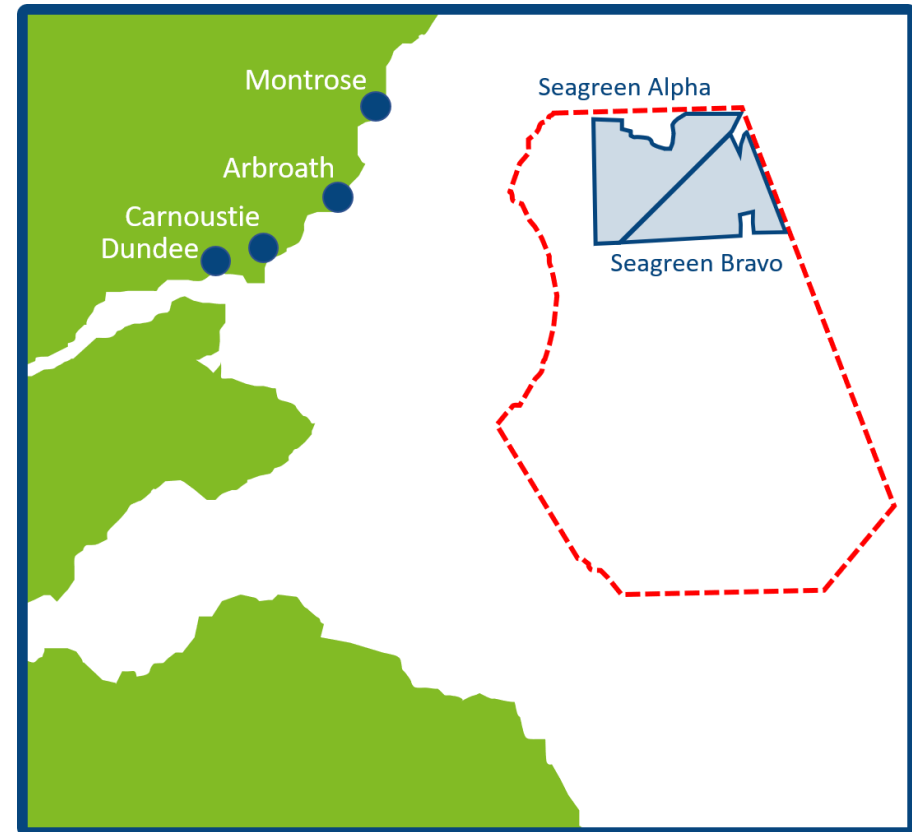 Montrose
Seagreen Alpha
Arbroath
Carnoustie
Dundee
Seagreen Bravo